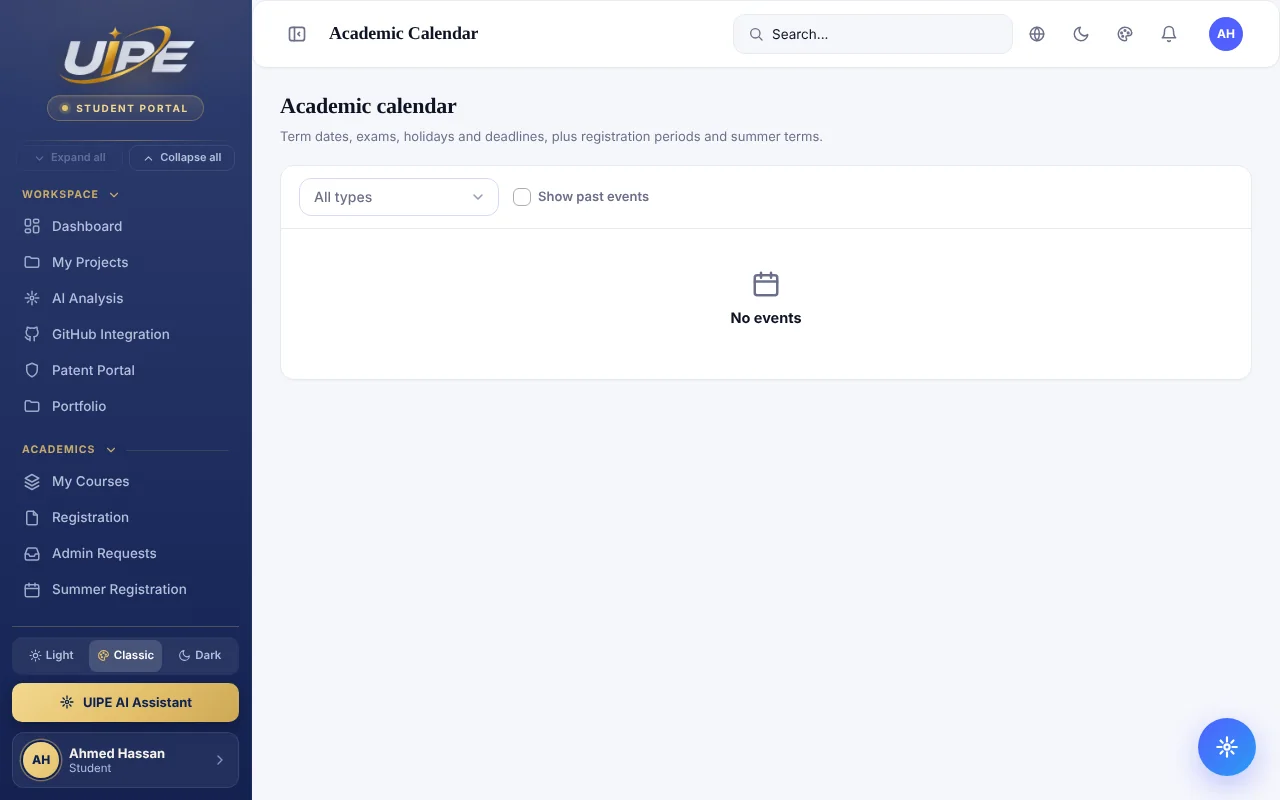 UIPE
STUDENT PORTAL
Expand all
Collapse all
WORKSPACE
Dashboard
My Projects
AI Analysis
GitHub Integration
Patent Portal
Portfolio
ACADEMICS
My Courses
Registration
Admin Requests
Summer Registration
Light
Classic
Dark
UIPE AI Assistant
AH
Ahmed Hassan
Student
Academic Calendar
Search...
AH
Academic calendar
Term dates, exams, holidays and deadlines, plus registration periods and summer terms.
All types
Show past events
No events